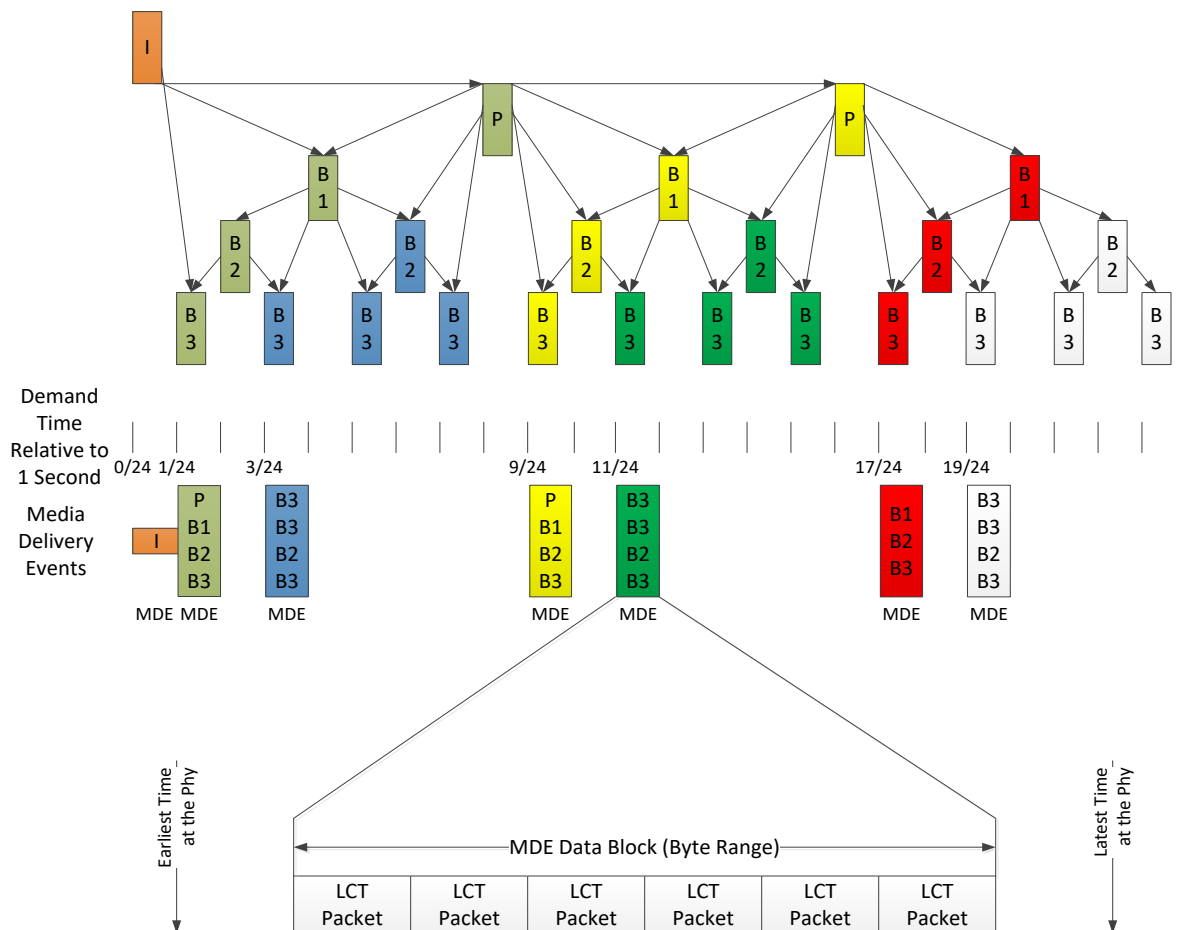 I
P
P
B
1
B
1
B
1
B
2
B
2
B
2
B
2
B
2
B
2
B
3
B
3
B
3
B
3
B
3
B
3
B
3
B
3
B
3
B
3
B
3
B
3
Demand
Time
Relative to
1 Second
0/24 1/24 3/24 9/24 11/24 17/24 19/24
Media
Delivery
Events
I
P
B1
B2
B3
B3
B3
B2
B3
P
B1
B2
B3
B3
B3
B2
B3
B1
B2
B3
B3
B3
B2
B3
MDE MDE MDE MDE MDE MDE MDE
Earliest Time
at the Phy
Latest Time
at the Phy
MDE Data Block (Byte Range)
LCT
Packet
LCT
Packet
LCT
Packet
LCT
Packet
LCT
Packet
LCT
Packet